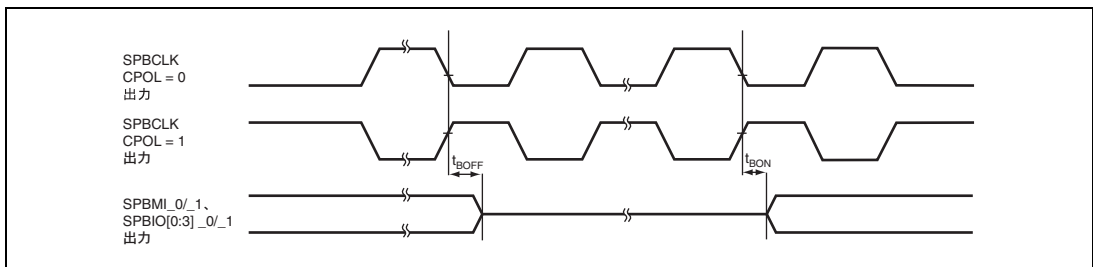 SPBCLK
CPOL = 0
出力
SPBCLK
CPOL = 1
出力
tBOFF
tBON
SPBMI_0/_1、
SPBIO[0:3] _0/_1
出力